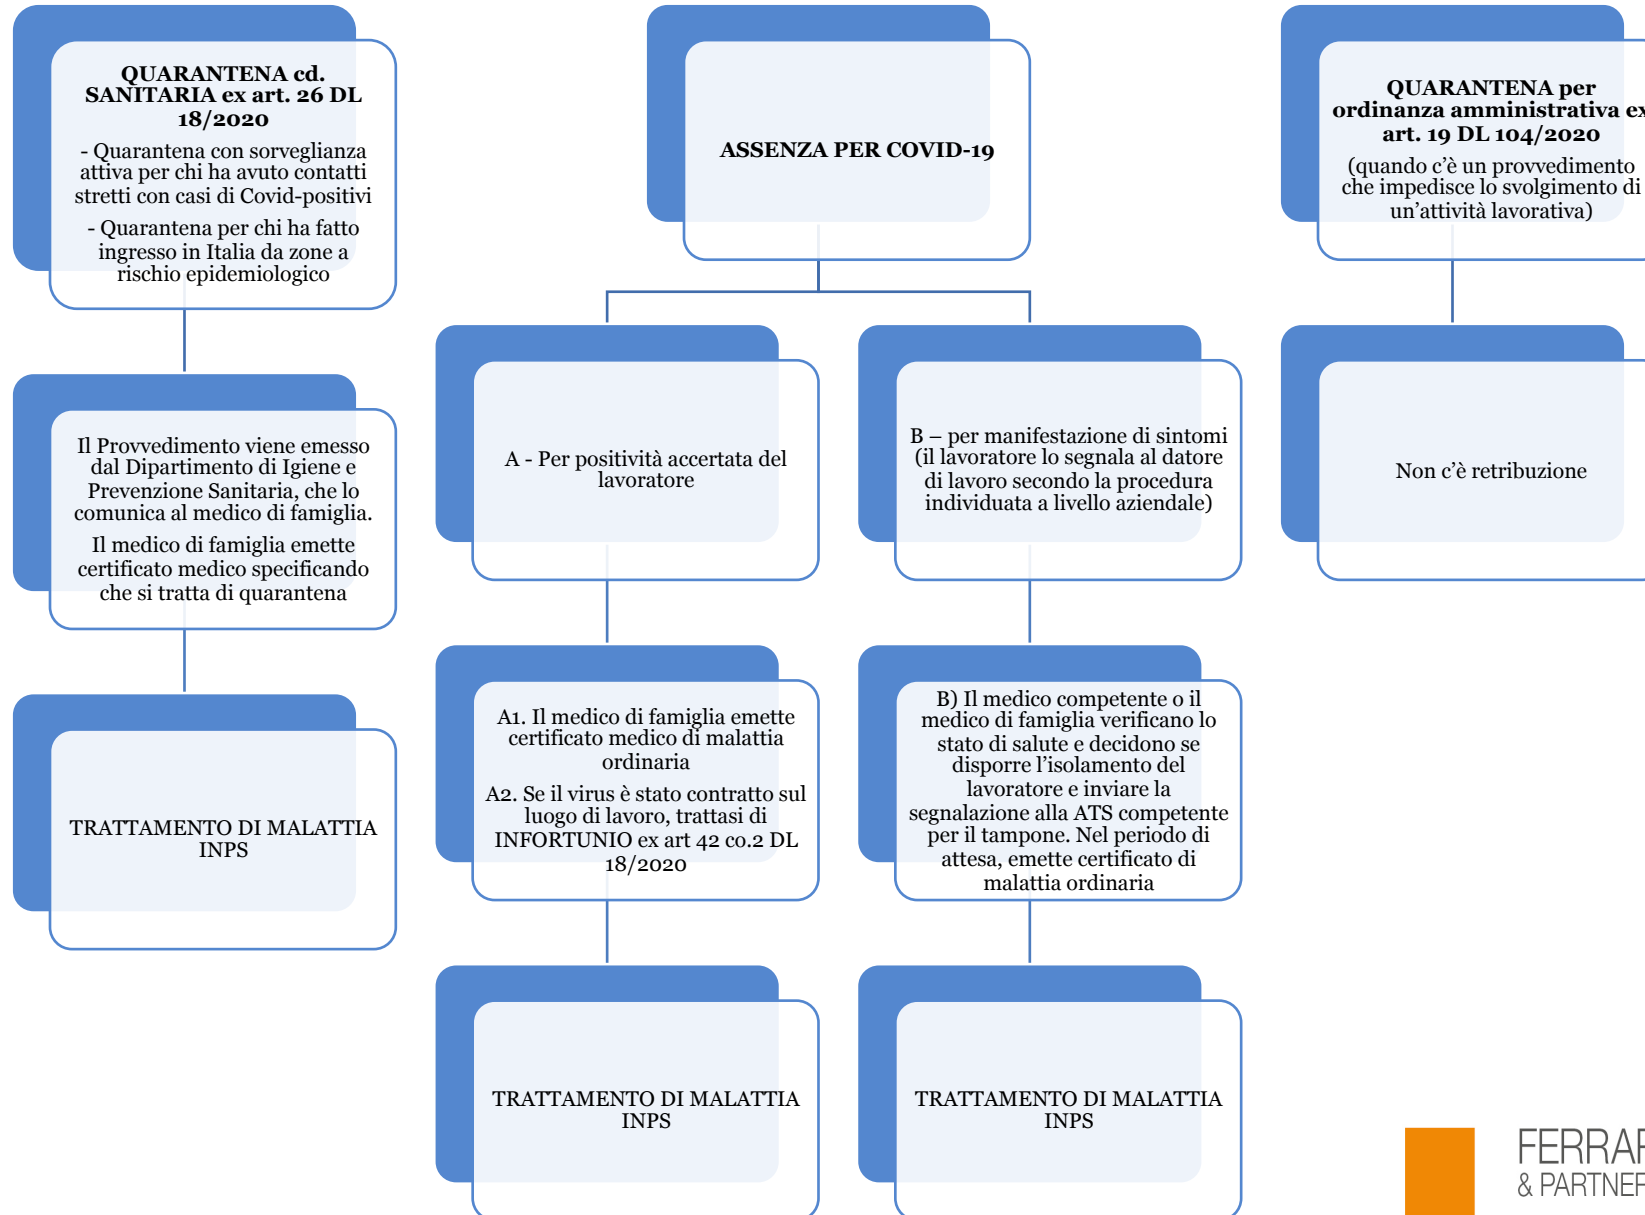 QUARANTENA cd.
SANITARIA ex art. 26 DL
18/2020
- Quarantena con sorveglianza
attiva per chi ha avuto contatti
stretti con casi di Covid-positivi
- Quarantena per chi ha fatto
ingresso in Italia da zone a
rischio epidemiologico
Il Provvedimento viene emesso
dal Dipartimento di Igiene e
Prevenzione Sanitaria, che lo
comunica al medico di famiglia.
Il medico di famiglia emette
certificato medico specificando
che si tratta di quarantena
TRATTAMENTO DI MALATTIA
INPS
ASSENZA PER COVID-19
A - Per positività accertata del
lavoratore
A1. Il medico di famiglia emette
certificato medico di malattia
ordinaria
A2. Se il virus è stato contratto sul
luogo di lavoro, trattasi di
INFORTUNIO ex art 42 co.2 DL
18/2020
TRATTAMENTO DI MALATTIA
INPS
B – per manifestazione di sintomi
(il lavoratore lo segnala al datore
di lavoro secondo la procedura
individuata a livello aziendale)
B) Il medico competente o il
medico di famiglia verificano lo
stato di salute e decidono se
disporre l’isolamento del
lavoratore e inviare la
segnalazione alla ATS competente
per il tampone. Nel periodo di
attesa, emette certificato di
malattia ordinaria
TRATTAMENTO DI MALATTIA
INPS
QUARANTENA per
ordinanza amministrativa ex
art. 19 DL 104/2020
(quando c’è un provvedimento
che impedisce lo svolgimento di
un’attività lavorativa)
Non c’è retribuzione
&